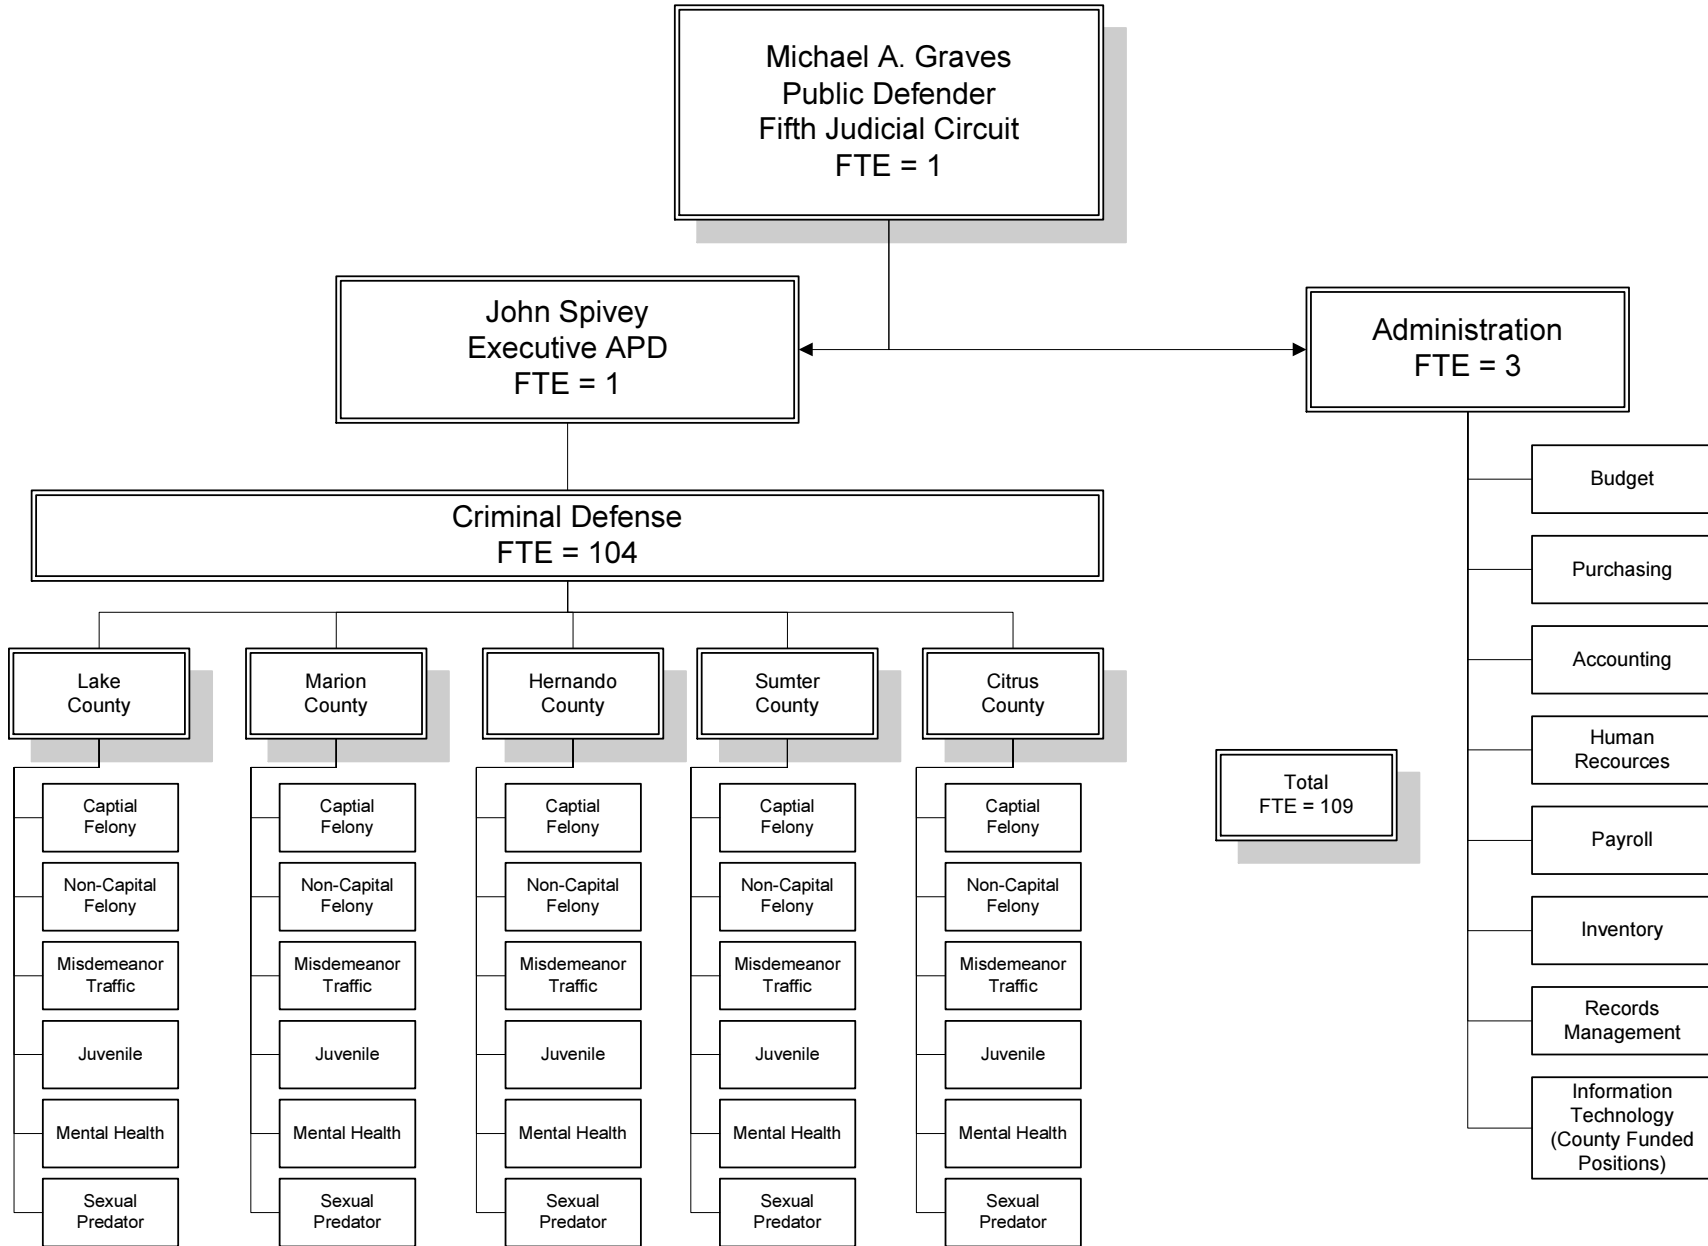 Michael A. Graves
Public Defender
Fifth Judicial Circuit
FTE = 1
John Spivey
Executive APD
FTE = 1
Administration
FTE = 3
Criminal Defense
FTE = 104
Lake
County
Captial
Felony
Non-Capital
Felony
Misdemeanor
Traffic
Juvenile
Mental Health
Sexual
Predator
Marion
County
Captial
Felony
Non-Capital
Felony
Misdemeanor
Traffic
Juvenile
Mental Health
Sexual
Predator
Hernando
County
Captial
Felony
Non-Capital
Felony
Misdemeanor
Traffic
Juvenile
Mental Health
Sexual
Predator
Sumter
County
Captial
Felony
Non-Capital
Felony
Misdemeanor
Traffic
Juvenile
Mental Health
Sexual
Predator
Citrus
County
Captial
Felony
Non-Capital
Felony
Misdemeanor
Traffic
Juvenile
Mental Health
Sexual
Predator
Total
FTE = 109
Budget
Purchasing
Accounting
Human
Recources
Payroll
Inventory
Records
Management
Information
Technology
(County Funded
Positions)